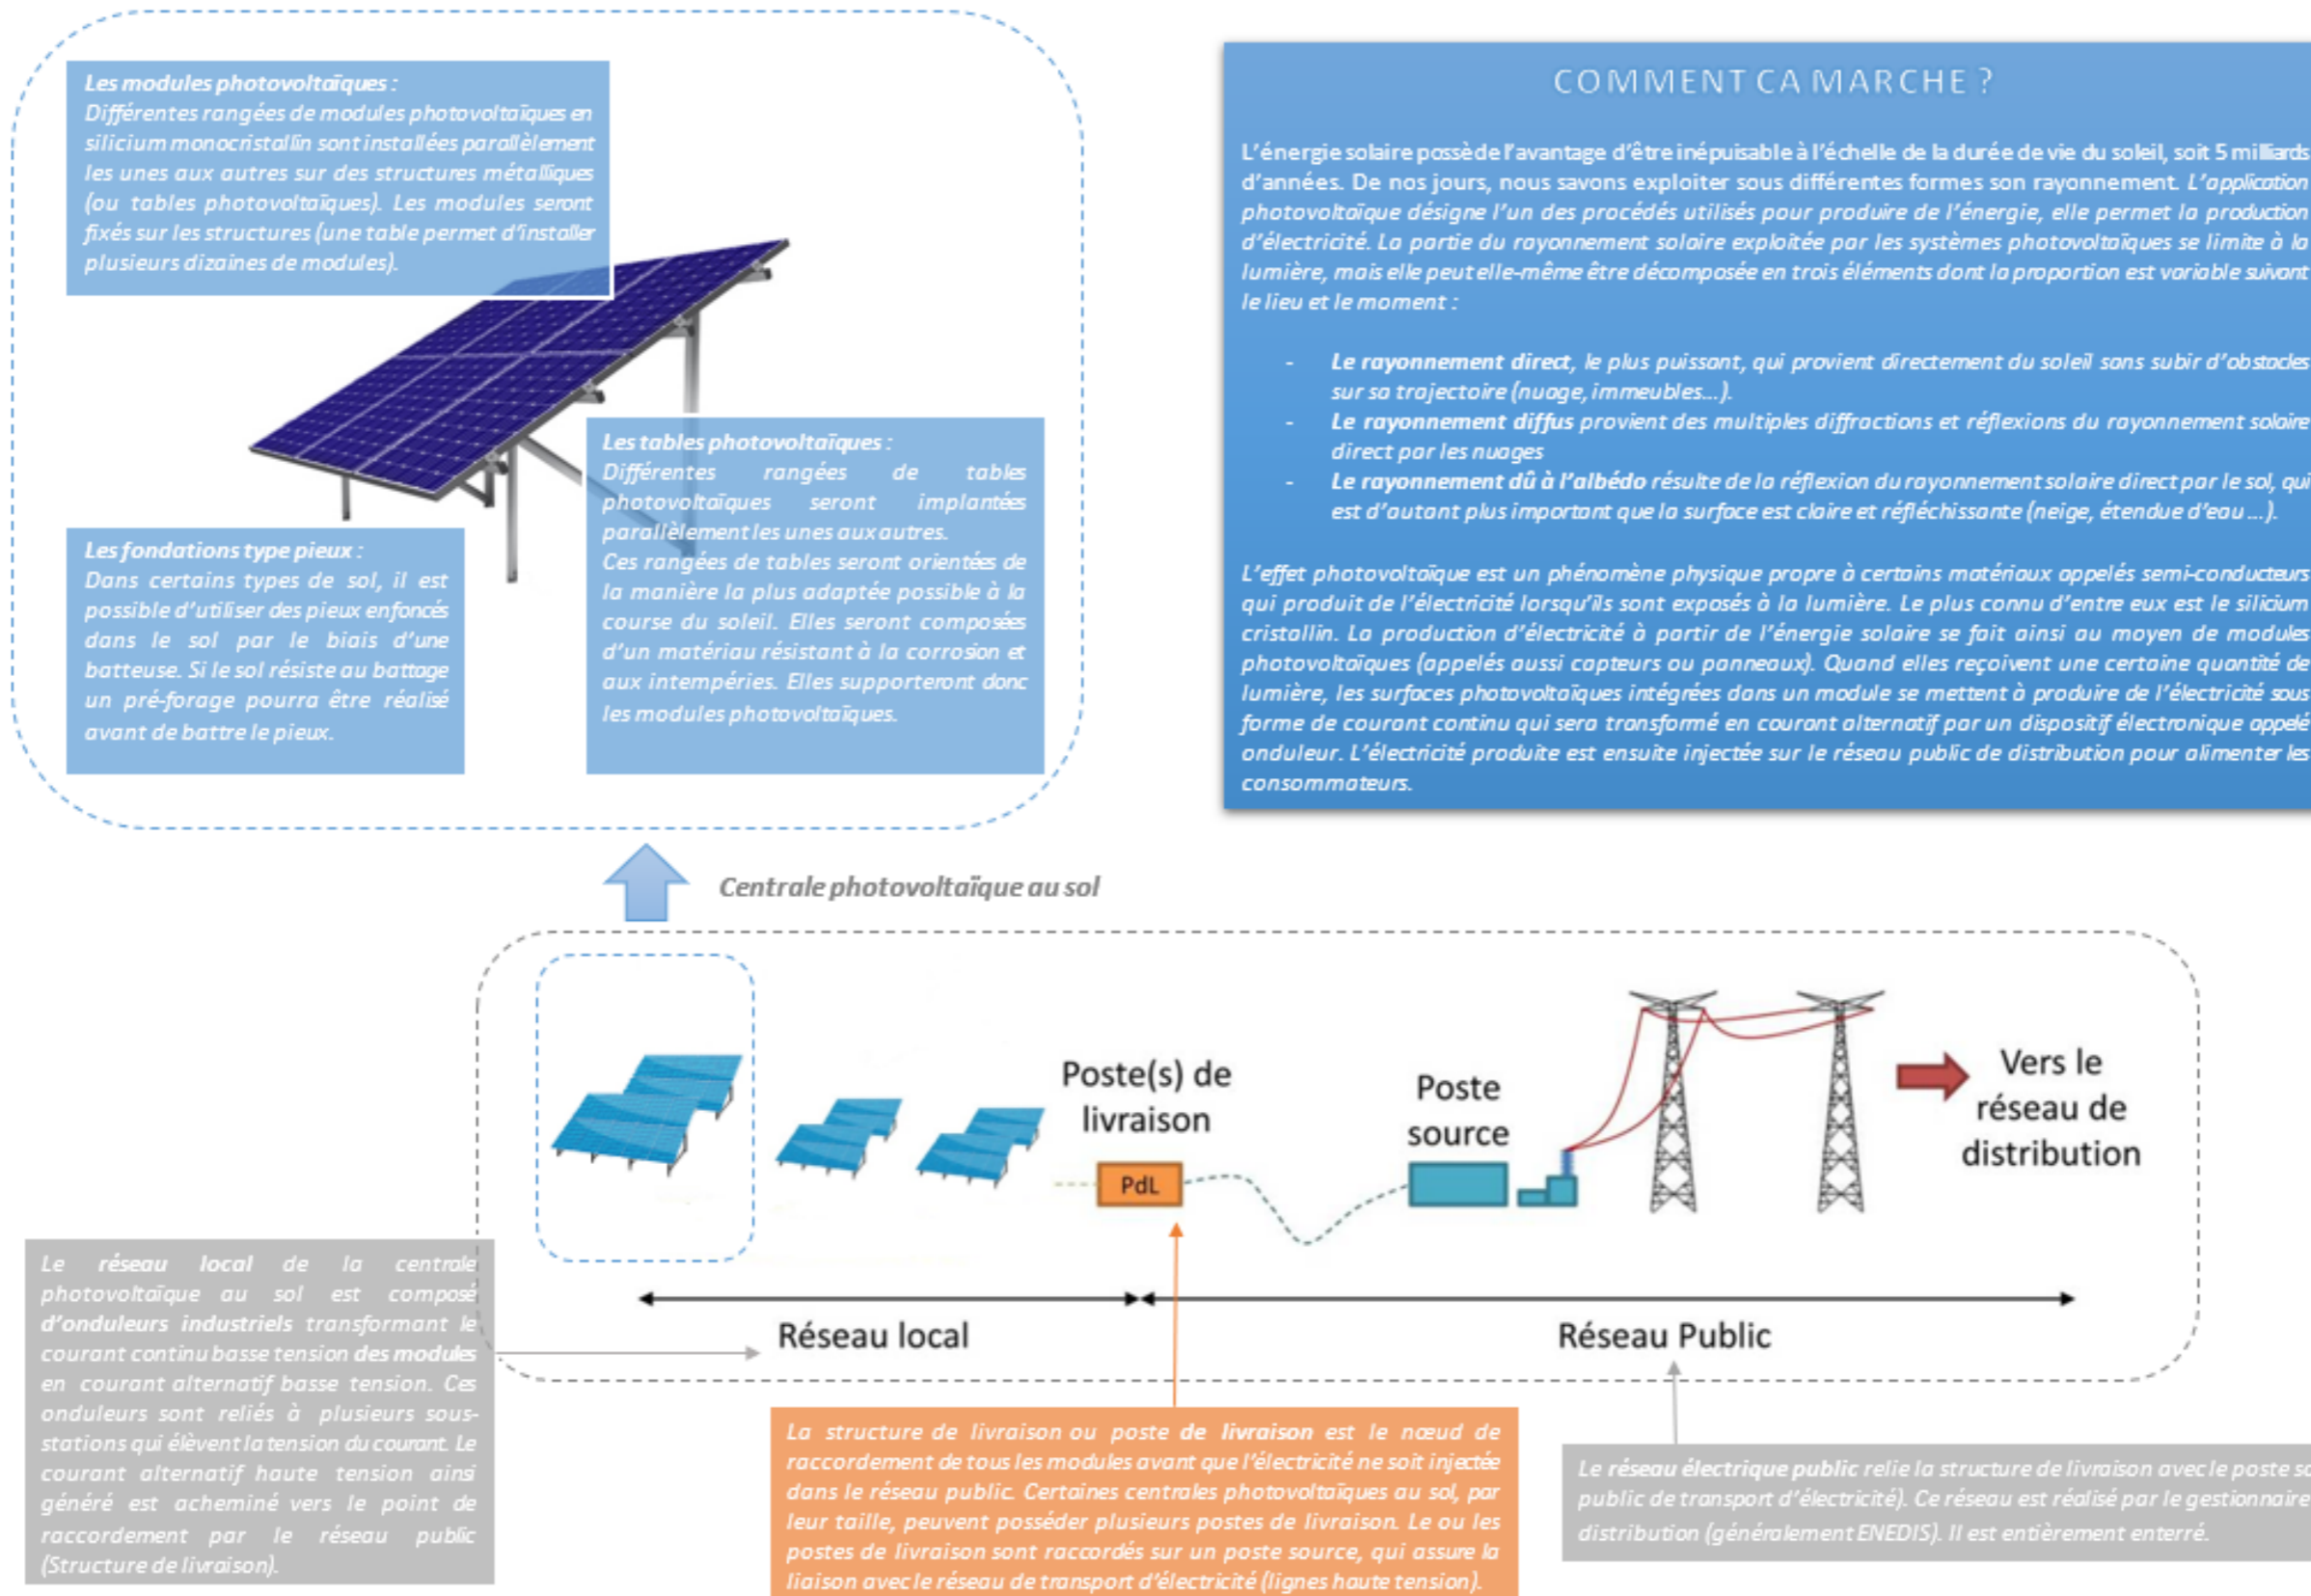 Les modules photovoltaïques :
Différentes rangées de modules photovoltaïques en
silicium monocristallin sont installées parallèlement
les unes aux autres sur des structures métalliques
(ou tables photovoltaïques). Les modules seront
fixés sur les structures (une table permet d'installer
plusieurs dizaines de modules).
Les tables photovoltaïques :
Différentes rangées de tables
photovoltaïques seront implantées
parallèlement les unes aux autres.
Ces rangées de tables seront orientées de
la manière la plus adaptée possible à la
course du soleil. Elles seront composées
d'un matériau résistant à la corrosion et
aux intempéries. Elles supporteront donc
les modules photovoltaïques.
Les fondations type pieux :
Dans certains types de sol, il est
possible d'utiliser des pieux enfoncés
dans le sol par le biais d'une
batteuse. Si le sol résiste au battage
un pré-forage pourra être réalisé
avant de battre le pieux.
COMMENT CA MARCHE ?
L'énergie solaire possède l'avantage d'être inépuisable à l'échelle de la durée de vie du soleil, soit 5 milliards
d'années. De nos jours, nous savons exploiter sous différentes formes son rayonnement. L'application
photovoltaïque désigne l'un des procédés utilisés pour produire de l'énergie, elle permet la production
d'électricité. La partie du rayonnement solaire exploitée par les systèmes photovoltaïques se limite à la
lumière, mais elle peut elle-même être décomposée en trois éléments dont la proportion est variable suivant
le lieu et le moment :
- Le rayonnement direct, le plus puissant, qui provient directement du soleil sans subir d'obstacles
sur sa trajectoire (nuage, immeubles...).
- Le rayonnement diffus provient des multiples diffractions et réflexions du rayonnement solaire
direct par les nuages
- Le rayonnement dû à l'albédo résulte de la réflexion du rayonnement solaire direct par le sol, qui
est d'autant plus important que la surface est claire et réfléchissante (neige, étendue d'eau ...).
L'effet photovoltaïque est un phénomène physique propre à certains matériaux appelés semi-conducteurs
qui produit de l'électricité lorsqu'ils sont exposés à la lumière. Le plus connu d'entre eux est le silicium
cristallin. La production d'électricité à partir de l'énergie solaire se fait ainsi au moyen de modules
photovoltaïques (appelés aussi capteurs ou panneaux). Quand elles reçoivent une certaine quantité de
lumière, les surfaces photovoltaïques intégrées dans un module se mettent à produire de l'électricité sous
forme de courant continu qui sera transformé en courant alternatif par un dispositif électronique appelé
onduleur. L'électricité produite est ensuite injectée sur le réseau public de distribution pour alimenter les
consommateurs.
Centrale photovoltaïque au sol
Poste(s) de
livraison
PdL
Poste
source
Vers le
réseau de
distribution
Réseau local
Réseau Public
Le réseau local de la centrale
photovoltaïque au sol est composé
d'onduleurs industriels transformant le
courant continu basse tension des modules
en courant alternatif basse tension. Ces
onduleurs sont reliés à plusieurs sous-
stations qui élèvent la tension du courant. Le
courant alternatif haute tension ainsi
généré est acheminé vers le point de
raccordement par le réseau public
(Structure de livraison).
La structure de livraison ou poste de livraison est le nœud de
raccordement de tous les modules avant que l'électricité ne soit injectée
dans le réseau public. Certaines centrales photovoltaïques au sol, par
leur taille, peuvent posséder plusieurs postes de livraison. Le ou les
postes de livraison sont raccordés sur un poste source, qui assure la
liaison avec le réseau de transport d'électricité (lignes haute tension).
Le réseau électrique public relie la structure de livraison avec le poste so
public de transport d'électricité). Ce réseau est réalisé par le gestionnaire
distribution (généralement ENEDIS). Il est entièrement enterré.